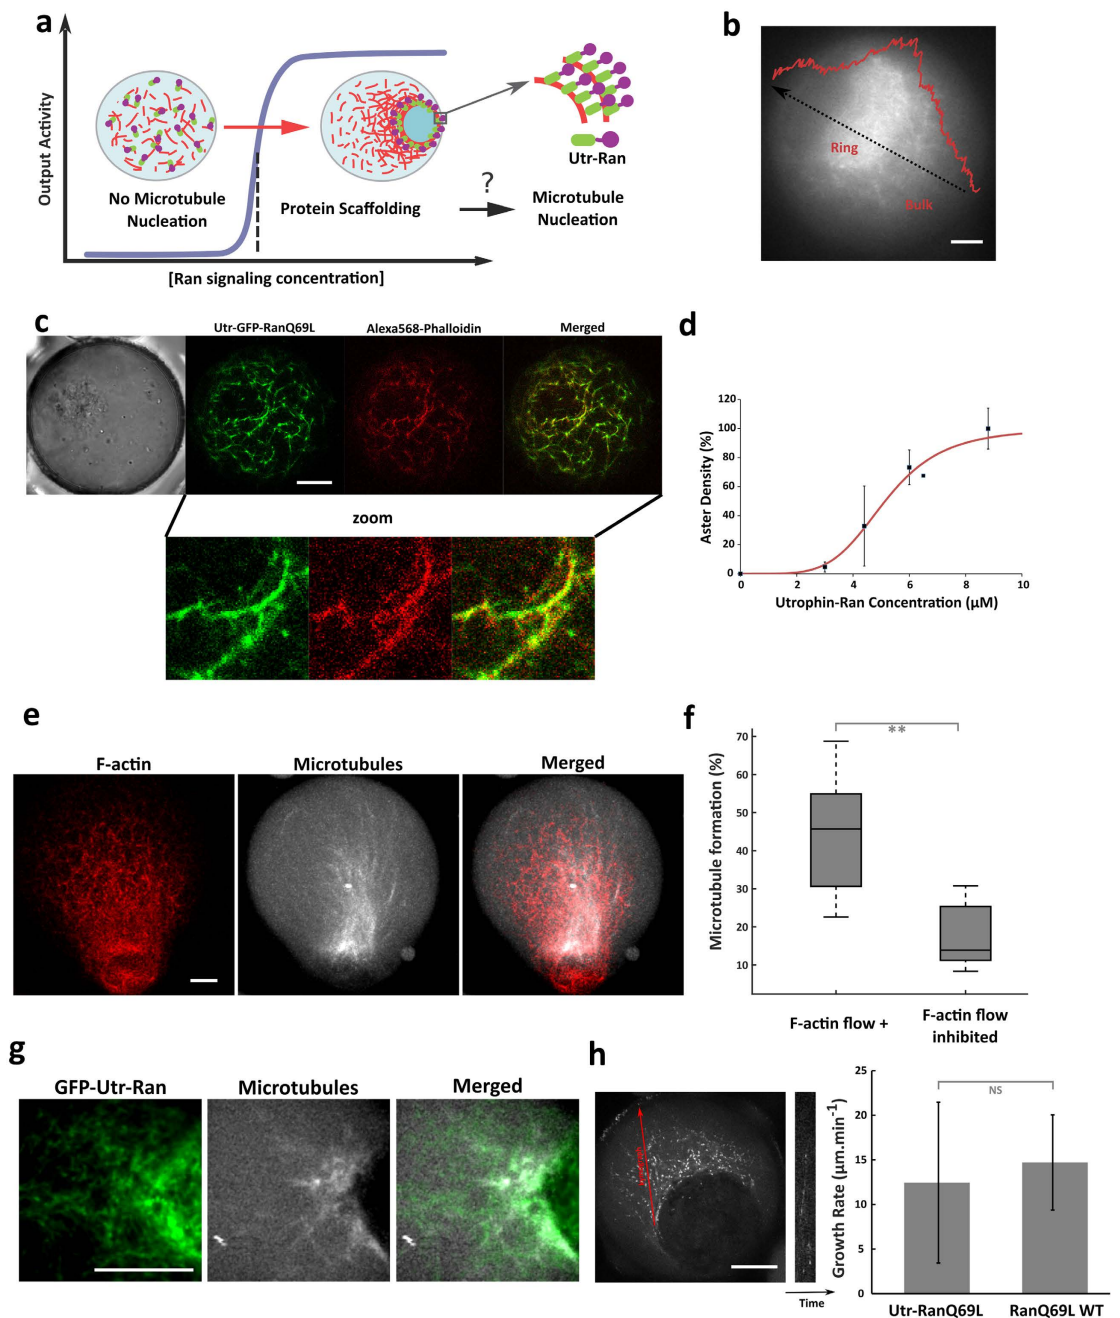 a
Output Activity
No Microtubule
Nucleation
Protein Scaffolding
?
Microtubule
Nucleation
Utr-Ran
[Ran signaling concentration]
b
Ring
Bulk
c
Utr-GFP-RanQ69L
Alexa568-Phalloidin
Merged
zoom
d
Aster Density (%)
120
100
80
60
40
20
0
0
2
4
6
8
10
Utrophin-Ran Concentration (μM)
e
F-actin
Microtubules
Merged
f
Microtubule formation (%)
70
60
50
40
30
20
10
**
F-actin flow +
F-actin flow
inhibited
g
GFP-Utr-Ran
Microtubules
Merged
h
Time
Growth Rate (μm.min⁻¹)
25
20
15
10
5
0
NS
Utr-RanQ69L
RanQ69L WT